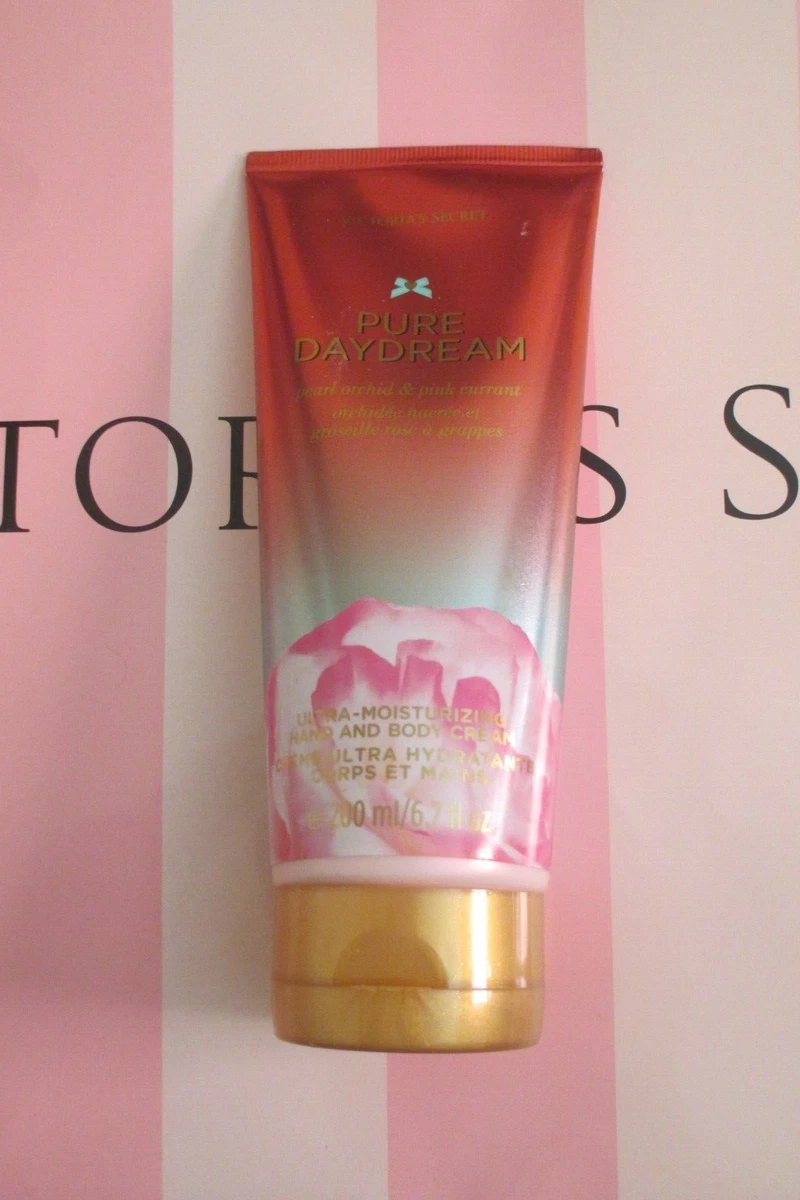 VICTORIA'S SECRET
PURE
DAYDREAM
pearl orchid & pink currant
orchidée nacrée et
groseille rose à grappes
TOR S S
ULTRA-MOISTURIZING
HAND AND BODY CREAM
CRÈME ULTRA HYDRATANTE
CORPS ET MAINS
e 200 ml/6.7 fl oz